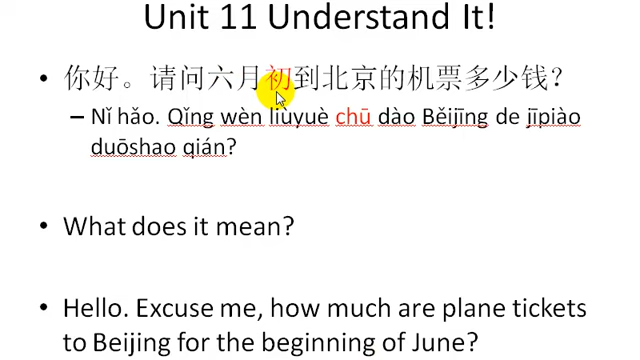 Unit 11 Understand It!
• 你好。请问六月初到北京的机票多少钱？
– Nǐ hǎo. Qǐng wèn liùyuè chū dào Běijīng de jīpiào
duōshao qián?
• What does it mean?
• Hello. Excuse me, how much are plane tickets
to Beijing for the beginning of June?